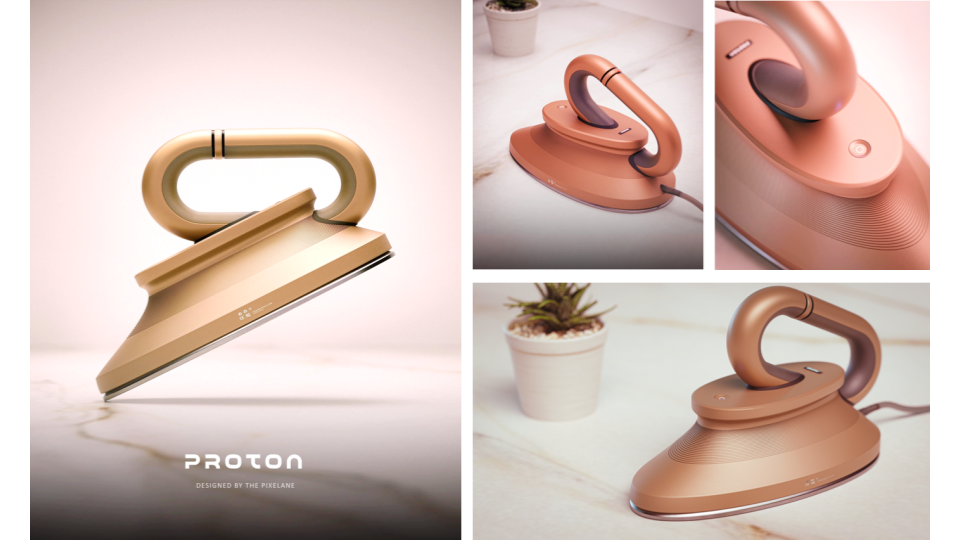 PROTON
DESIGNED BY THE PIXELANE